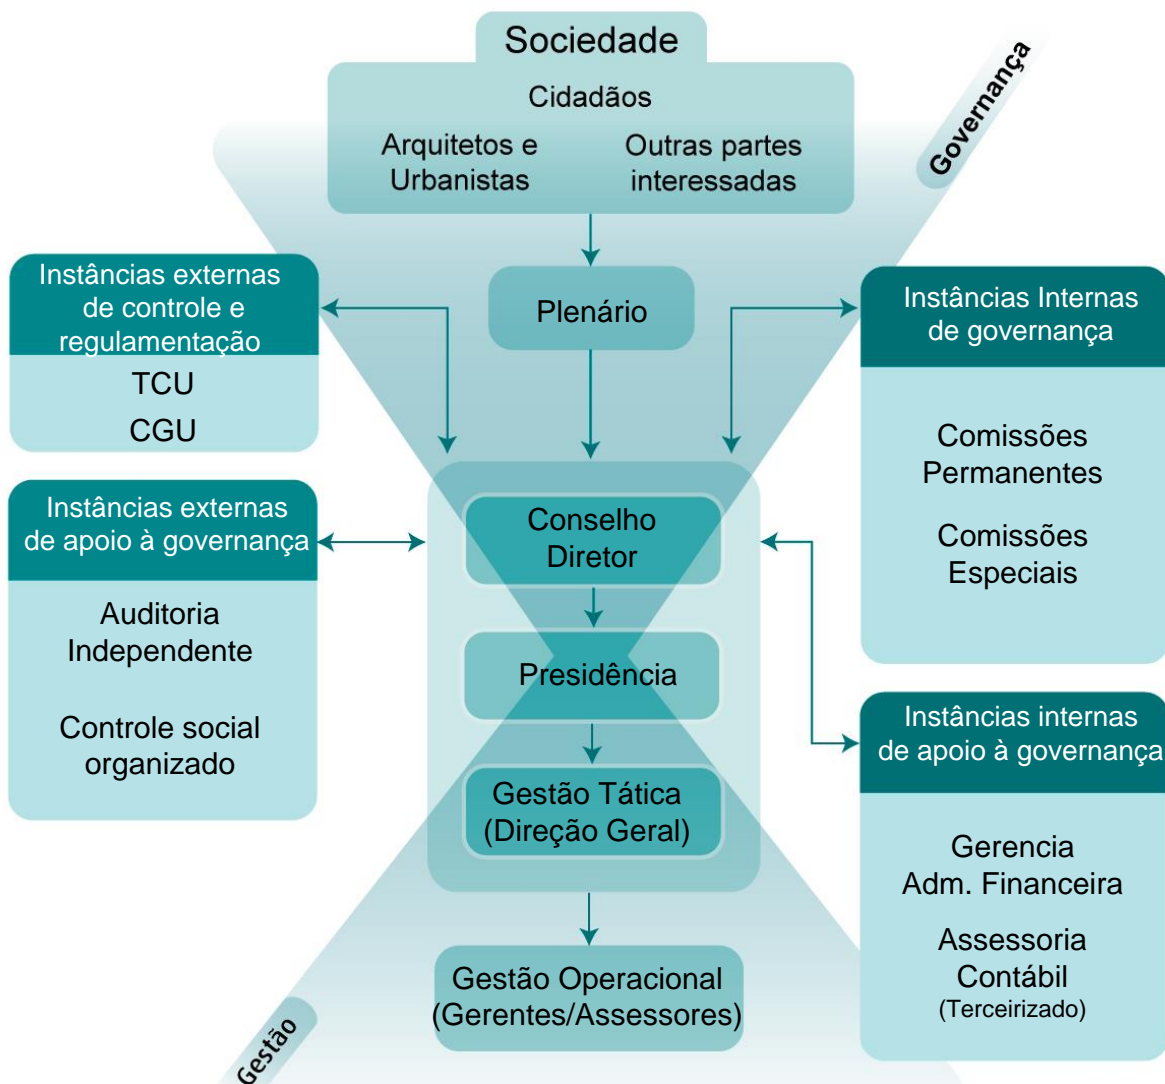 Sociedade
Cidadãos
Arquitetos e
Urbanistas
Outras partes
interessadas
Governança
Instâncias externas
de controle e
regulamentação
TCU
CGU
Plenário
Instâncias Internas
de governança
Comissões
Permanentes
Comissões
Especiais
Instâncias externas
de apoio à governança
Auditoria
Independente
Controle social
organizado
Conselho
Diretor
Presidência
Gestão Tática
(Direção Geral)
Instâncias internas
de apoio à governança
Gerencia
Adm. Financeira
Assessoria
Contábil
(Terceirizado)
Gestão Operacional
(Gerentes/Assessores)
Gestão